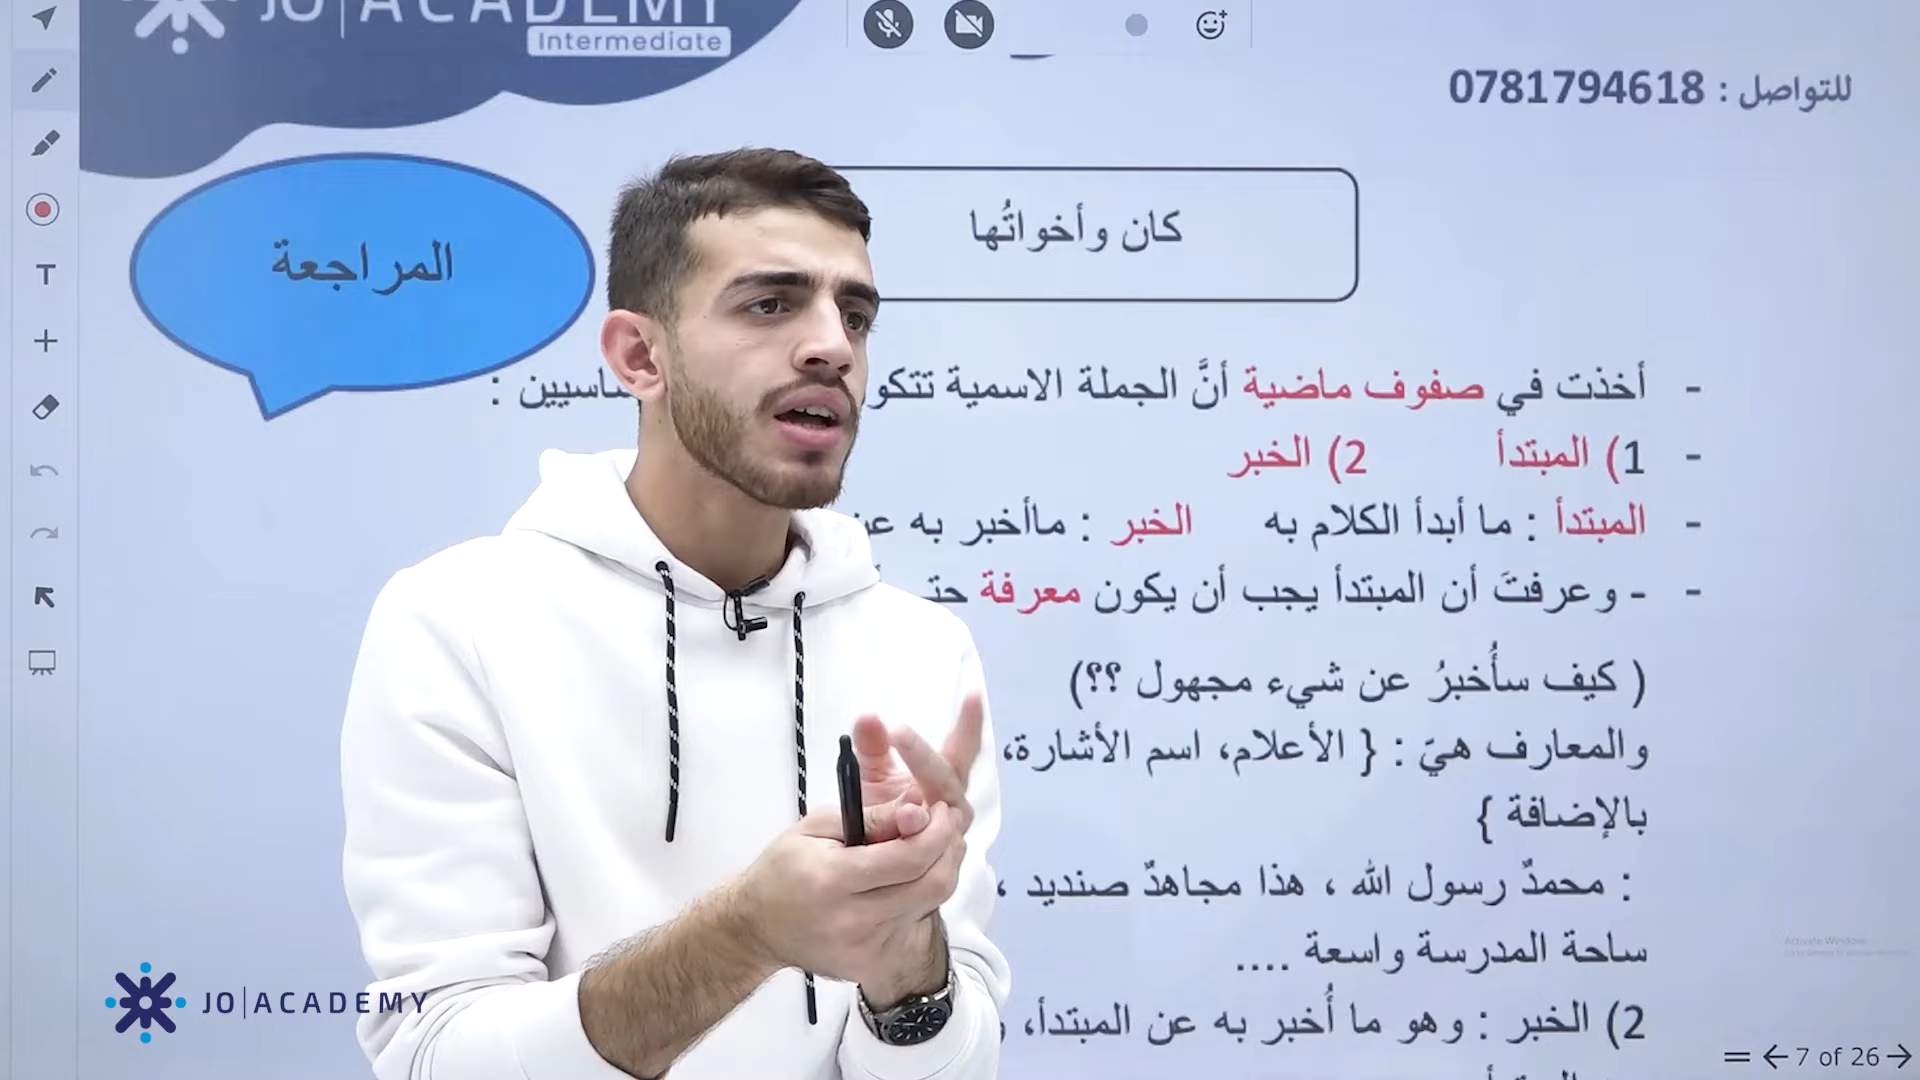 JO ACADEMY
Intermediate
للتواصل : 0781794618
كان وأخواتُها
المراجعة
- أخذت في صفوف ماضية أنَّ الجملة الاسمية :
- 1) المبتدأ 2) الخبر
- المبتدأ : ما أبدأ الكلام به الخبر : ماأخبر به
- - وعرفتَ أن المبتدأ يجب أن يكون معرفة
( كيف سأُخبرُ عن شيء مجهول ؟؟)
والمعارف هيّ : { الأعلام، اسم الأشارة،
بالإضافة }
: محمدٌ رسول الله ، هذا مجاهدٌ صنديد ،
ساحة المدرسة واسعة ....
2) الخبر : وهو ما أُخبر به عن المبتدأ،
Activate Windows
JO ACADEMY
7 of 26